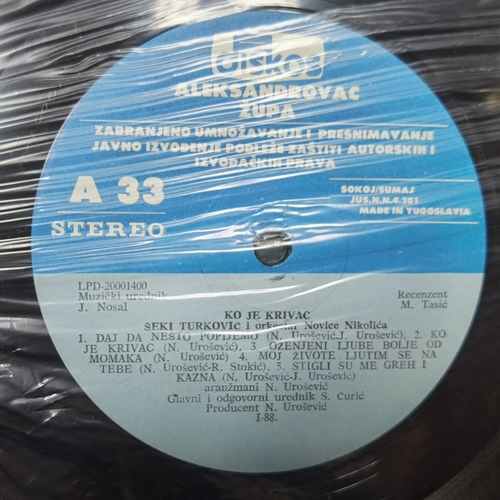 diskos
ALEKSANDROVAC
ŽUPA
ZABRANJENO UMNOŽAVANJE I PRESNIMAVANJE
JAVNO IZVOĐENJE PODLEŽE ZAŠTITI AUTORSKIH I
IZVOĐAČKIH PRAVA
A 33
STEREO
SOKOJ/SUMAJ
JUS.N.N.4.101
MADE IN YUGOSLAVIA
LPD-20001400
Muzički urednik
J. Nosal
Recenzent
M. Tasić
KO JE KRIVAC
ŠEKI TURKOVIĆ i orkestar Novice Nikolića
1. DAJ DA NEŠTO POPIJEMO (N. Urošević-J. Urošević), 2. KO
JE KRIVAC (N. Urošević), 3. OŽENJENI LJUBE BOLJE OD
MOMAKA (N. Urošević) 4. MOJ ŽIVOTE LJUTIM SE NA
TEBE (N. Urošević-R. Stokić), 5. STIGLI SU ME GREH I
KAZNA (N. Urošević-J. Urošević)
aranžmani N. Urošević
Glavni i odgovorni urednik S. Ćurić
Producent N. Urošević
I-88.